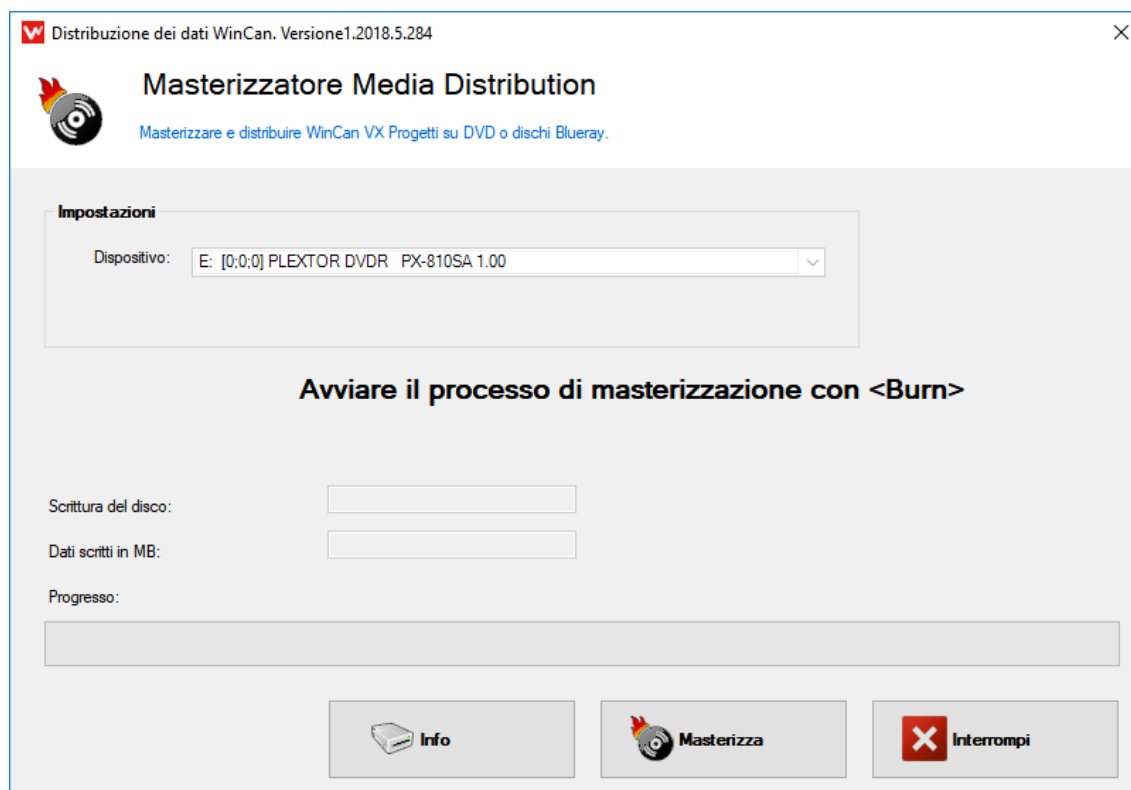 Distribuzione dei dati WinCan. Versione1.2018.5.284
Masterizzatore Media Distribution
Masterizzare e distribuire WinCan VX Progetti su DVD o dischi Blueray.
Impostazioni
Dispositivo: E: [0;0;0] PLEXTOR DVDR PX-810SA 1.00
Avviare il processo di masterizzazione con <Burn>
Scrittura del disco:
Dati scritti in MB:
Progresso:
Info Masterizza Interrompi